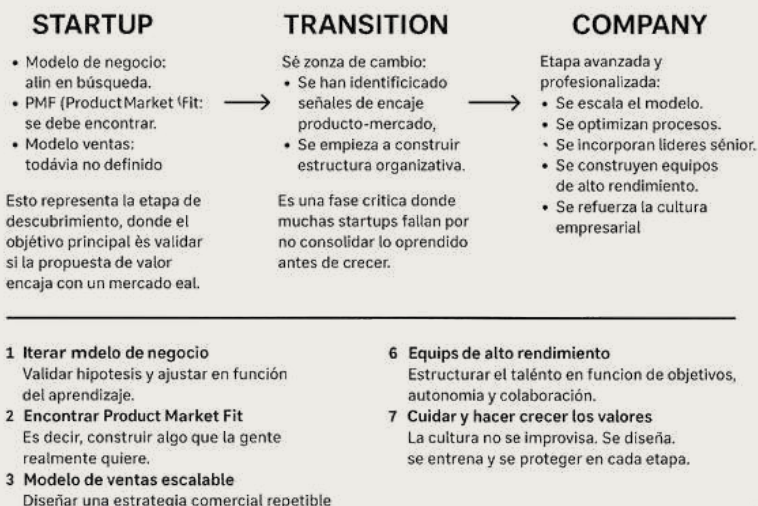 STARTUP
• Modelo de negocio:
alin en búsqueda.
• PMF (Product Market (Fit:
se debe encontrar.
• Modelo ventas:
todávia no definido
Esto representa la etapa de
descubrimiento, donde el
objétivo principal ès validar
si la propuesta de valor
encaja con un mercado eal.
TRANSITION
Sé zonza de cambio:
• Se han identificicado
señales de encaje
producto-mercado,
• Se empieza a construir
estructura organizativa.
Es una fase critica donde
muchas startups fallan por
no consolidar lo oprendido
antes de crecer.
COMPANY
Etapa avanzada y
profesionalizada:
• Se escala el modelo.
• Se optimizan procesos.
• Se incorporan lideres sénior.
• Se construyen equipos
de alto rendimiento.
• Se refuerza la cultura
empresarial
1 Iterar mdelo de negocio
Validar hipotesis y ajustar en función
del aprendizaje.
2 Encontrar Product Market Fit
Es decir, construir algo que la gente
realmente quiere.
3 Modelo de ventas escalable
Diseñar una estrategia comercial repetible
6 Equips de alto rendimiento
Estructurar el talénto en funcion de objetivos,
autonomía y colaboración.
7 Cuidar y hacer crecer los valores
La cultura no se improvisa. Se diseña.
se entrena y se proteger en cada etapa.